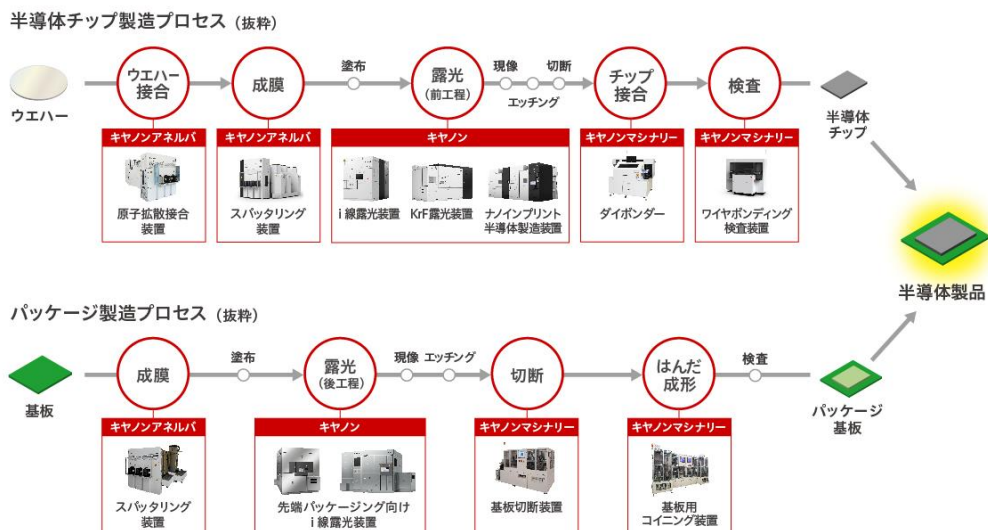 半導体チップ製造プロセス（抜粋）
ウエハー
ウエハー
接合
成膜
塗布
露光
(前工程)
現像
エッチング
切断
チップ
接合
検査
半導体
チップ
キヤノンアネルバ
原子拡散接合
装置
キヤノンアネルバ
スパッタリング
装置
キヤノン
i 線露光装置
KrF露光装置
ナノインプリント
半導体製造装置
キヤノンマシナリー
ダイボンダー
キヤノンマシナリー
ワイヤボンディング
検査装置
半導体製品
パッケージ製造プロセス（抜粋）
基板
成膜
塗布
露光
(後工程)
現像
エッチング
切断
はんだ
成形
検査
パッケージ
基板
キヤノンアネルバ
スパッタリング
装置
キヤノン
先端パッケージング向け
i 線露光装置
キヤノンマシナリー
基板切断装置
キヤノンマシナリー
基板用
コイニング装置